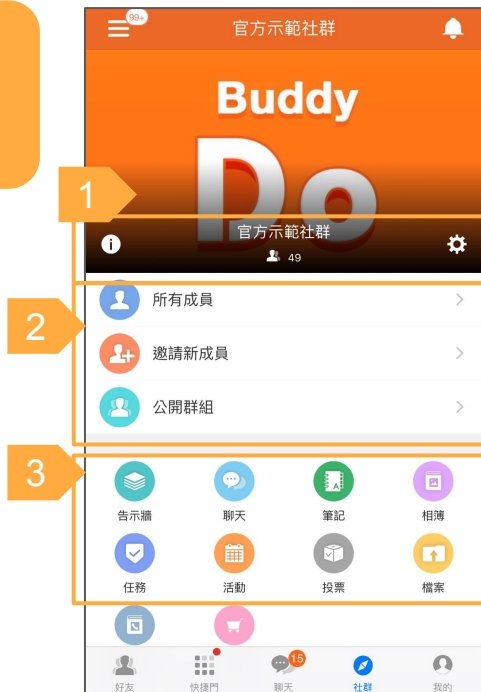 99+
官方示範社群
Buddy
Do
1
官方示範社群
49
2
所有成員
邀請新成員
公開群組
3
告示牆 聊天 筆記 相薄
任務 活動 投票 檔案
15
好友 快捷門 聊天 社群 我的